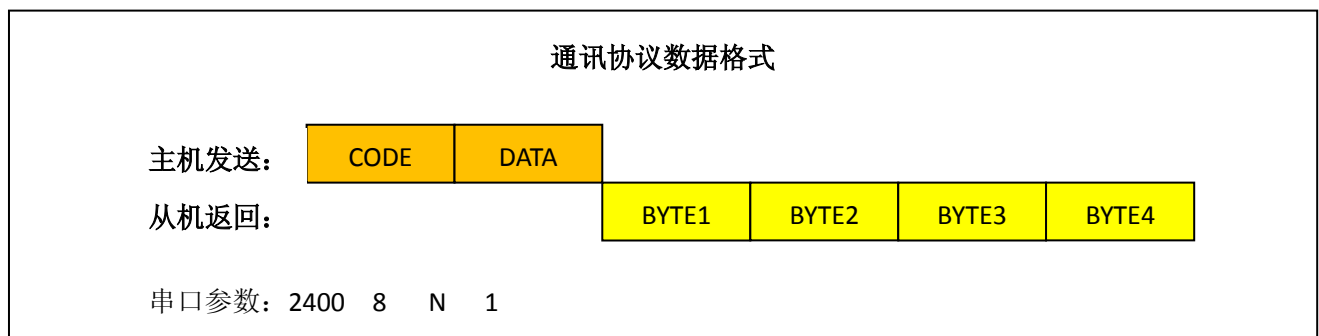 通讯协议数据格式
主机发送： CODE DATA
从机返回： BYTE1 BYTE2 BYTE3 BYTE4
串口参数：2400 8 N 1